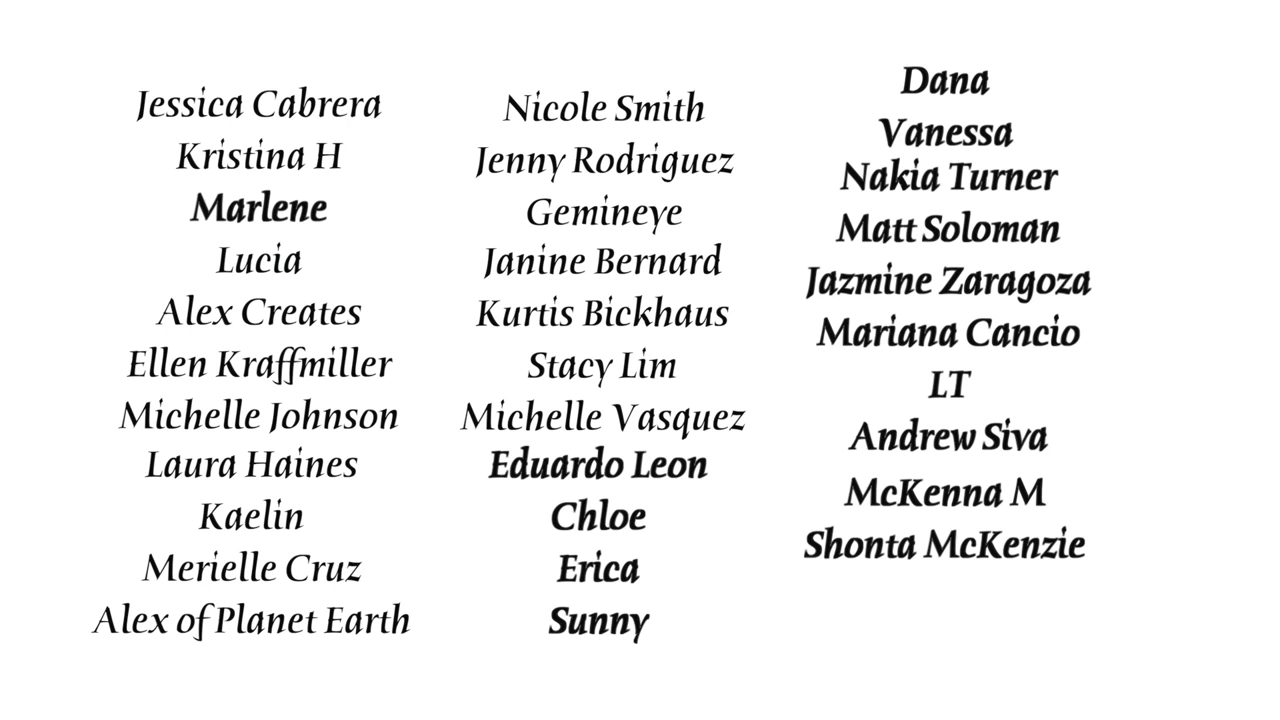 Jessica Cabrera
Kristina H
Marlene
Lucia
Alex Creates
Ellen Kraffmiller
Michelle Johnson
Laura Haines
Kaelin
Merielle Cruz
Alex of Planet Earth
Nicole Smith
Jenny Rodriguez
Gemineye
Janine Bernard
Kurtis Bickhaus
Stacy Lim
Michelle Vasquez
Eduardo Leon
Chloe
Erica
Sunny
Dana
Vanessa
Nakia Turner
Matt Soloman
Jazmine Zaragoza
Mariana Cancio
LT
Andrew Siva
McKenna M
Shonta McKenzie